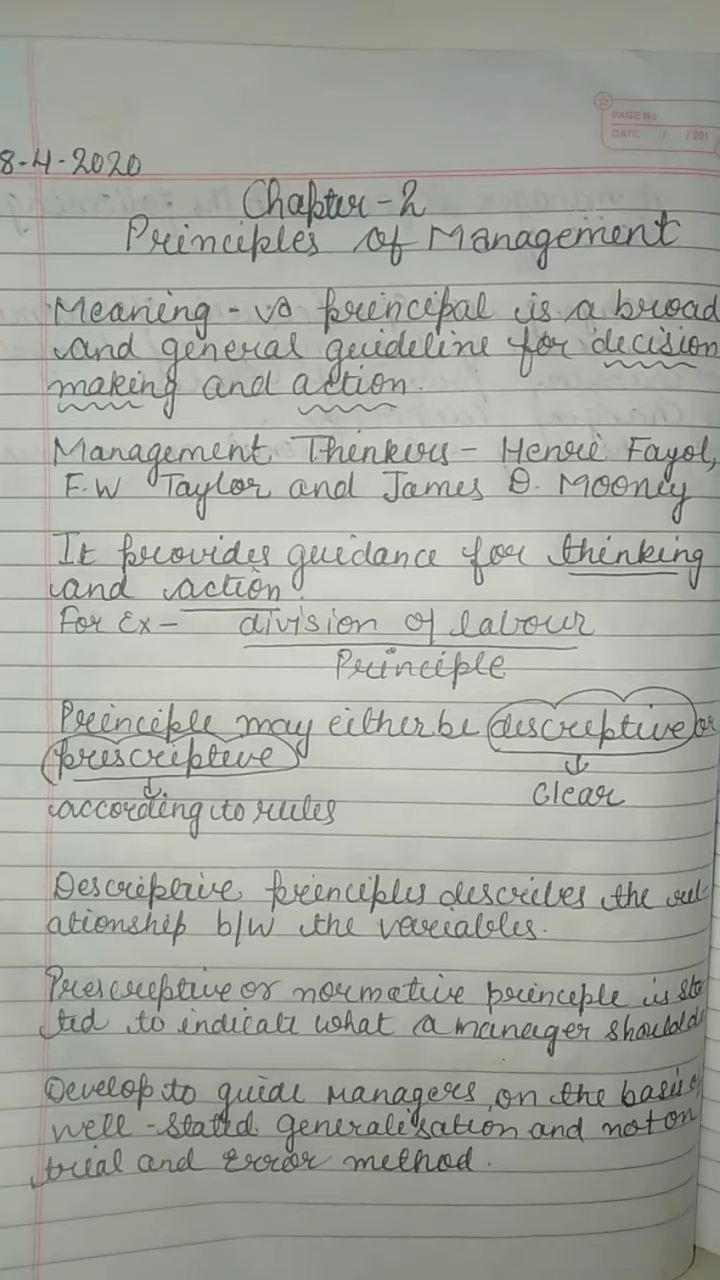 PAGE No
DATE / /201
8-4-2020
Chapter-2
Principles of Management
Meaning - principal is a broad
and general guideline for decision
making and action.
Management Thinkers - Henri Fayol,
F.W Taylor and James D. Mooney
It provides guidance for thinking
and action.
For Ex - division of labour
Principle
Principle may either be descriptive or
prescriptive
clear
according to rules
Descriptive principles describes the rel-
ationship b/w the variables.
Prescriptive or normative principle is sta
ted to indicate what a manager should d
Develop to guide managers on the basis
well-stated generalisation and not on
trial and Error method.